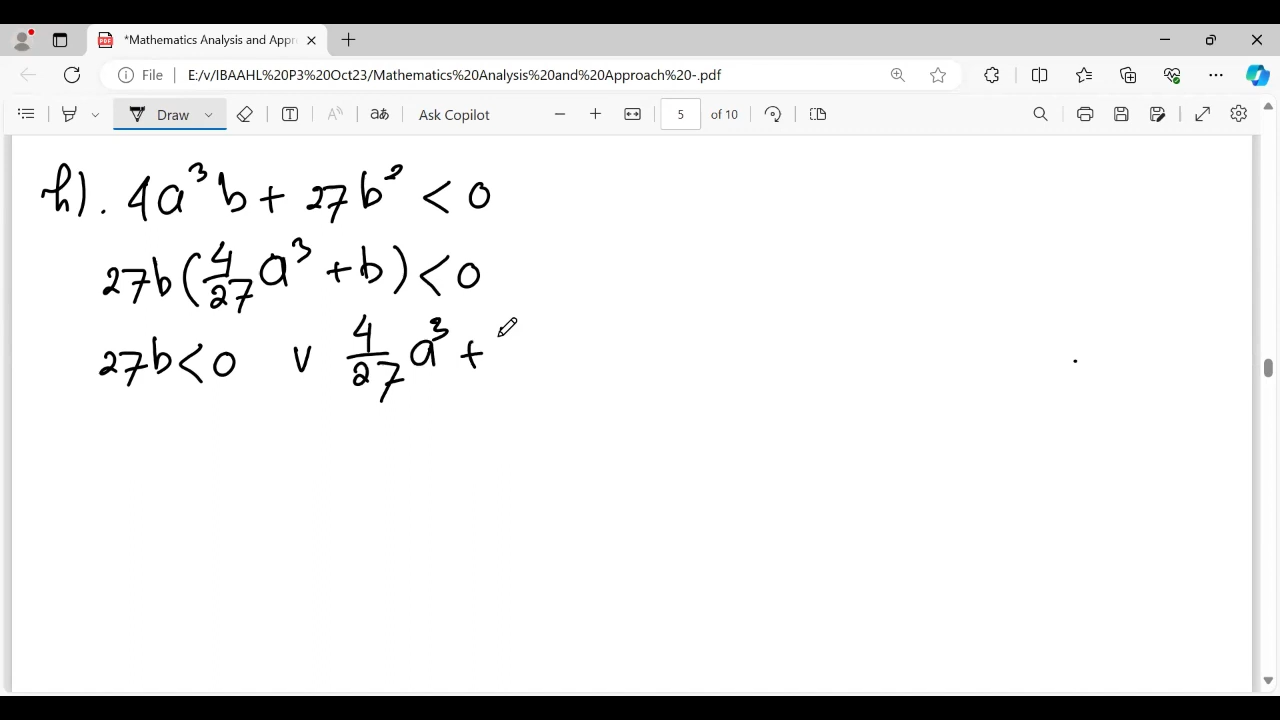 *Mathematics Analysis and Appr
File E:/v/IBAAHL%20P3%20Oct23/Mathematics%20Analysis%20and%20Approach%20-.pdf
Draw Ask Copilot 5 of 10
h). 4a³b + 27b² < 0
27b(4/27 a³ + b) < 0
27b < 0 v 4/27 a³ +